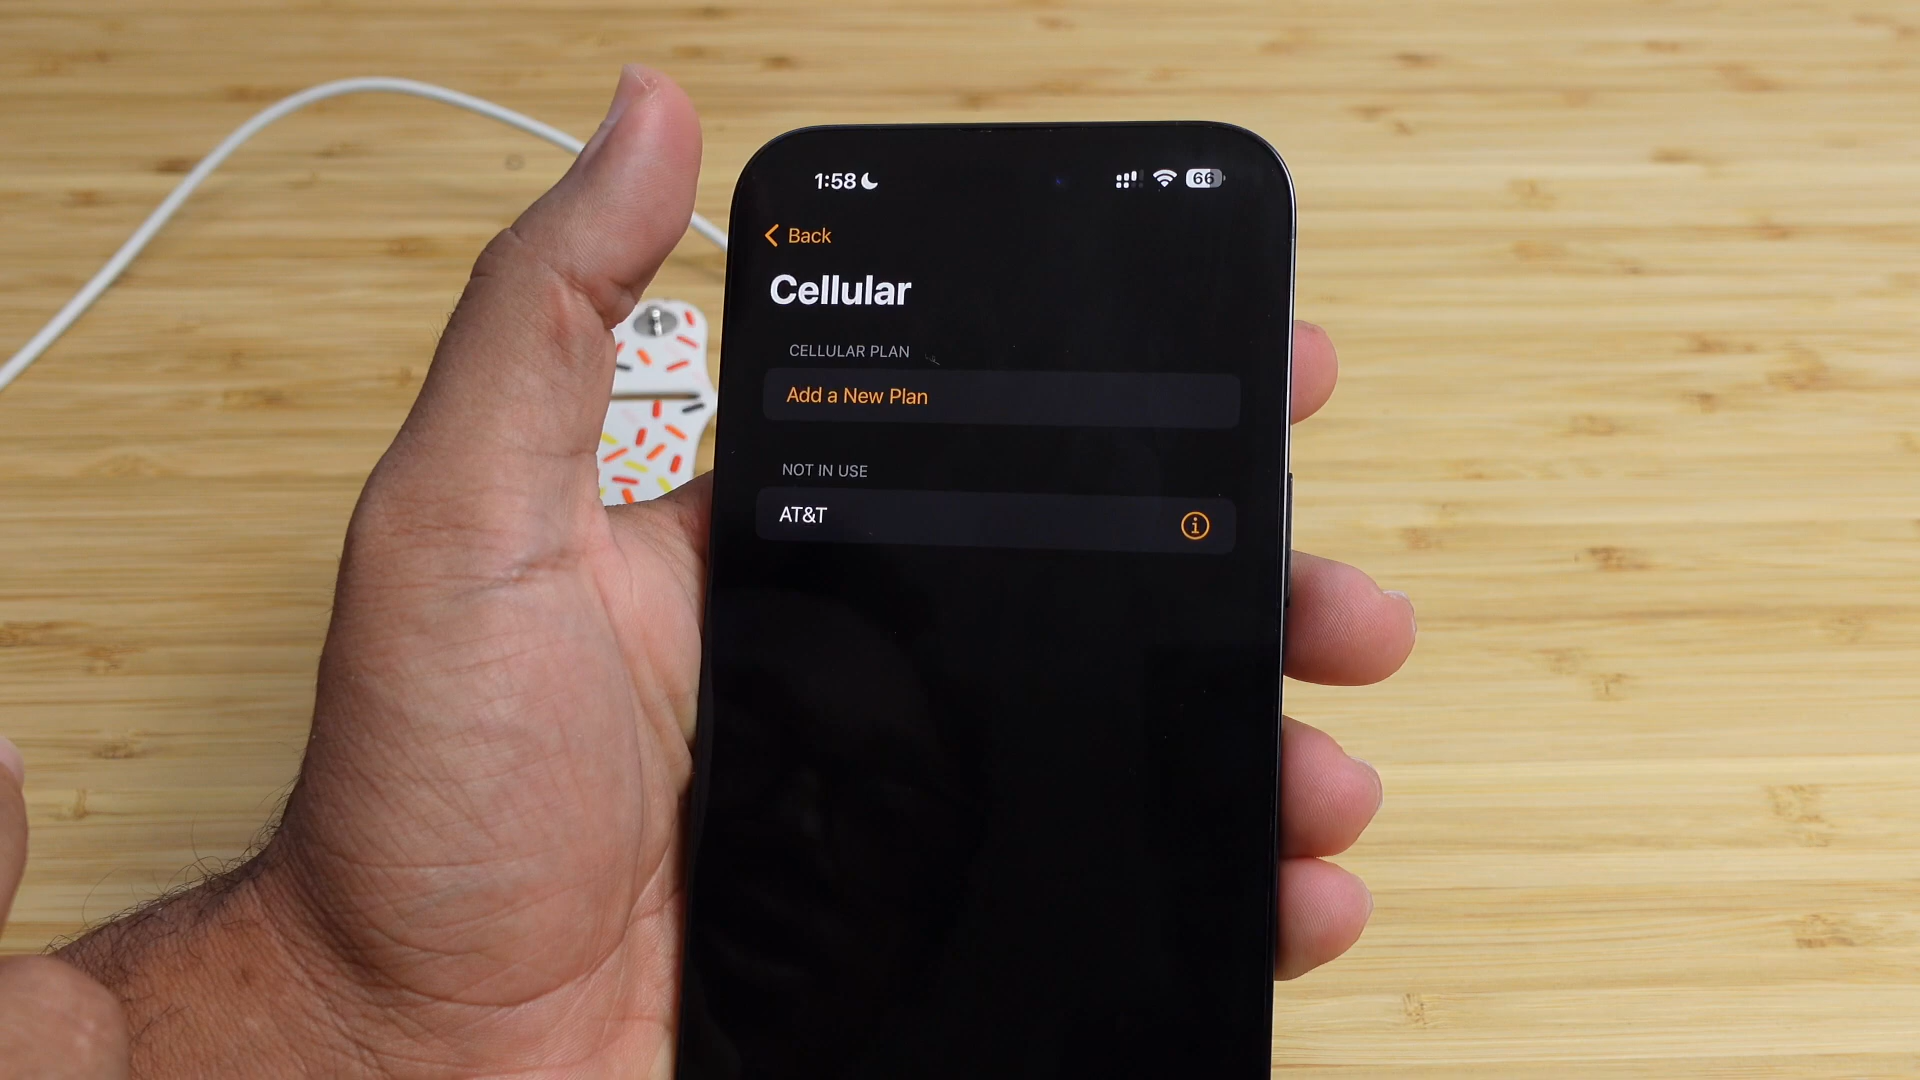 1:58 66
Back
Cellular
CELLULAR PLAN
Add a New Plan
NOT IN USE
AT&T